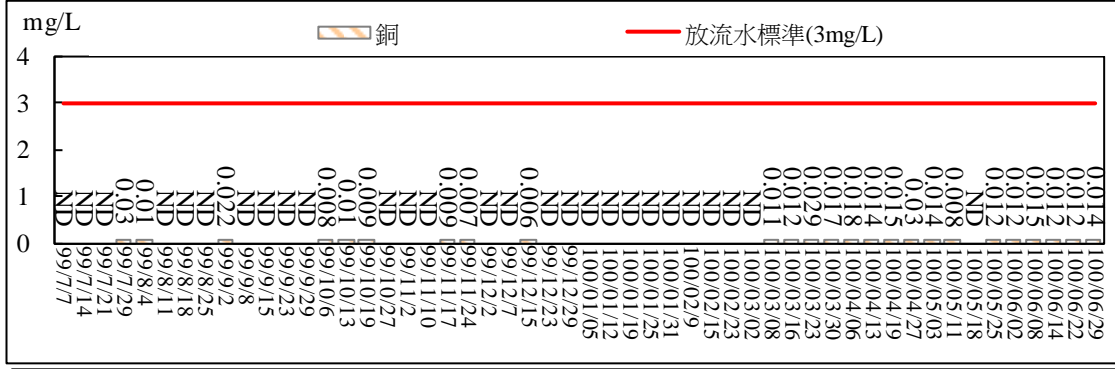 mg/L
銅
放流水標準(3mg/L)
4
3
2
1
0
ND
ND
ND
0.03
0.01
ND
ND
ND
0.022
ND
ND
ND
ND
0.008
0.01
0.009
ND
ND
ND
0.009
0.007
ND
ND
0.006
ND
ND
ND
ND
ND
ND
ND
ND
ND
ND
ND
0.011
0.012
0.029
0.017
0.018
0.014
0.015
0.03
0.014
0.008
ND
0.012
0.012
0.015
0.012
0.012
0.014
99/7/7
99/7/14
99/7/21
99/7/29
99/8/4
99/8/11
99/8/18
99/8/25
99/9/2
99/9/8
99/9/15
99/9/23
99/9/29
99/10/6
99/10/13
99/10/19
99/10/27
99/11/2
99/11/10
99/11/17
99/11/24
99/12/2
99/12/7
99/12/15
99/12/23
99/12/29
100/01/05
100/01/12
100/01/19
100/01/25
100/01/31
100/02/9
100/02/15
100/02/23
100/03/02
100/03/08
100/03/16
100/03/23
100/03/30
100/04/06
100/04/13
100/04/19
100/04/27
100/05/03
100/05/11
100/05/18
100/05/25
100/06/02
100/06/08
100/06/14
100/06/22
100/06/29